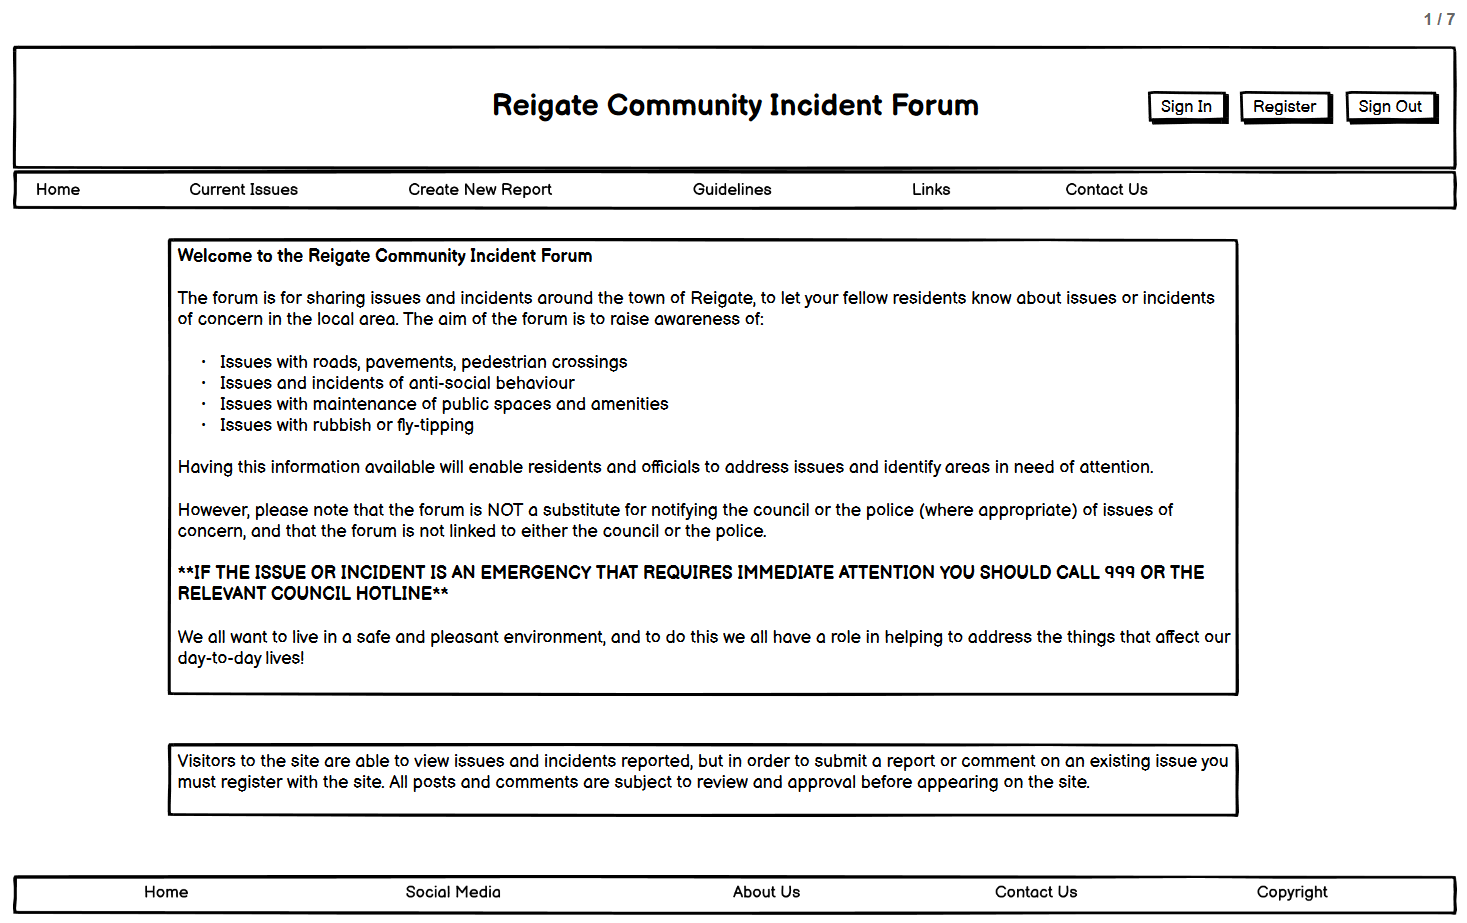 1 / 7
Reigate Community Incident Forum
Sign In Register Sign Out
Home Current Issues Create New Report Guidelines Links Contact Us
Welcome to the Reigate Community Incident Forum
The forum is for sharing issues and incidents around the town of Reigate, to let your fellow residents know about issues or incidents
of concern in the local area. The aim of the forum is to raise awareness of:
• Issues with roads, pavements, pedestrian crossings
• Issues and incidents of anti-social behaviour
• Issues with maintenance of public spaces and amenities
• Issues with rubbish or fly-tipping
Having this information available will enable residents and officials to address issues and identify areas in need of attention.
However, please note that the forum is NOT a substitute for notifying the council or the police (where appropriate) of issues of
concern, and that the forum is not linked to either the council or the police.
**IF THE ISSUE OR INCIDENT IS AN EMERGENCY THAT REQUIRES IMMEDIATE ATTENTION YOU SHOULD CALL 999 OR THE
RELEVANT COUNCIL HOTLINE**
We all want to live in a safe and pleasant environment, and to do this we all have a role in helping to address the things that affect our
day-to-day lives!
Visitors to the site are able to view issues and incidents reported, but in order to submit a report or comment on an existing issue you
must register with the site. All posts and comments are subject to review and approval before appearing on the site.
Home Social Media About Us Contact Us Copyright